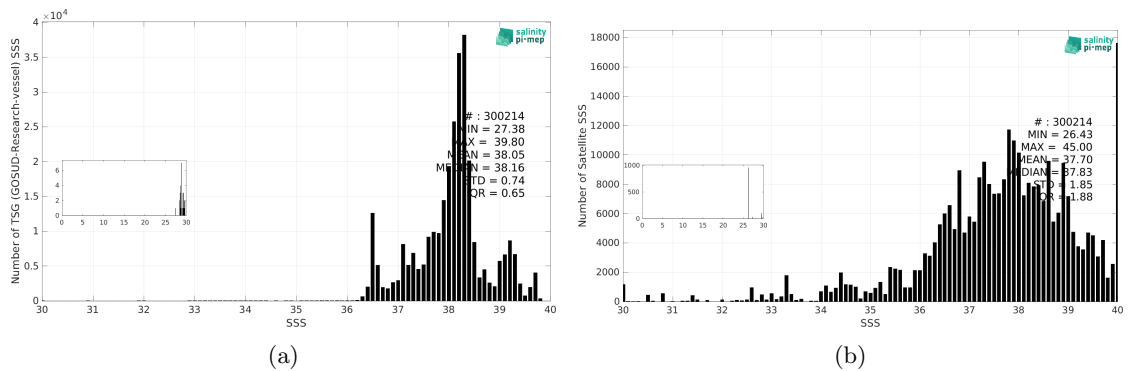 ×10⁴
4
3.5
3
2.5
2
1.5
1
0.5
0
Number of TSG (GOSUD-Research-vessel) SSS
salinity
pi-mep
# : 300214
MIN = 27.38
MAX = 39.80
MEAN = 38.05
MEDIAN = 38.16
STD = 0.74
IQR = 0.65
6
4
2
0
0 5 10 15 20 25 30
30 31 32 33 34 35 36 37 38 39 40
SSS
(a)
18000
16000
14000
12000
10000
8000
6000
4000
2000
0
Number of Satellite SSS
salinity
pi-mep
# : 300214
MIN = 26.43
MAX = 45.00
MEAN = 37.70
MEDIAN = 37.83
STD = 1.85
IQR = 1.88
1000
500
0
0 5 10 15 20 25 30
30 31 32 33 34 35 36 37 38 39 40
SSS
(b)